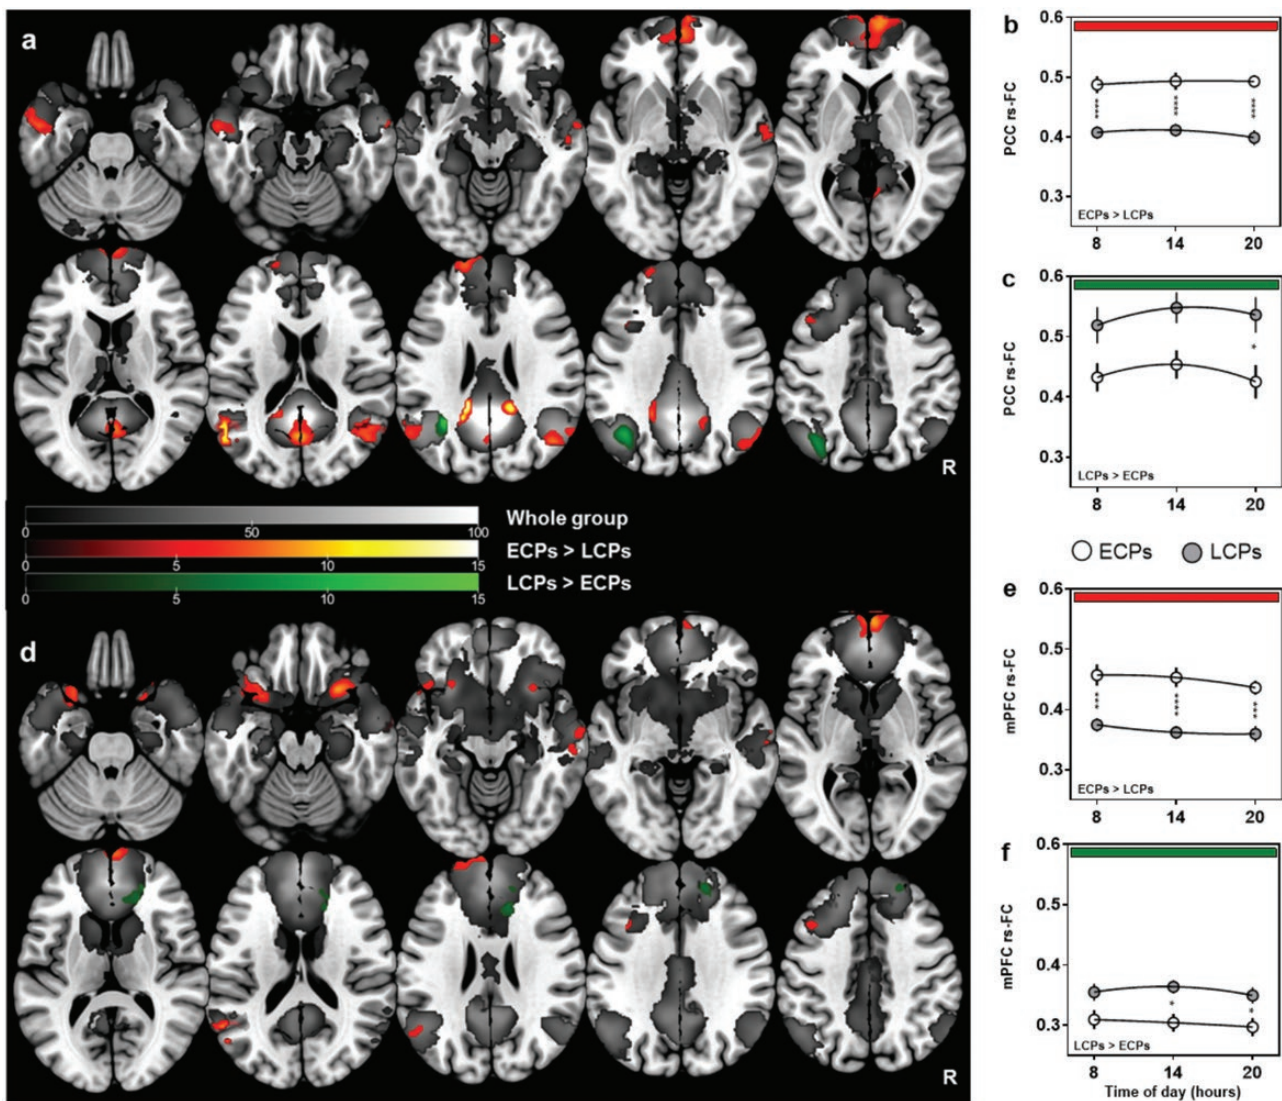 a
R
0 50 100 Whole group
0 5 10 15 ECPs > LCPs
0 5 10 15 LCPs > ECPs
d
R
b
0.6
0.5
0.4
0.3
PCC rs-FC
****
****
****
ECPs > LCPs
8 14 20
c
0.6
0.5
0.4
0.3
PCC rs-FC
*
LCPs > ECPs
8 14 20
ECPs LCPs
e
0.6
0.5
0.4
0.3
mPFC rs-FC
***
****
***
ECPs > LCPs
8 14 20
f
0.6
0.5
0.4
0.3
mPFC rs-FC
*
*
LCPs > ECPs
8 14 20
Time of day (hours)